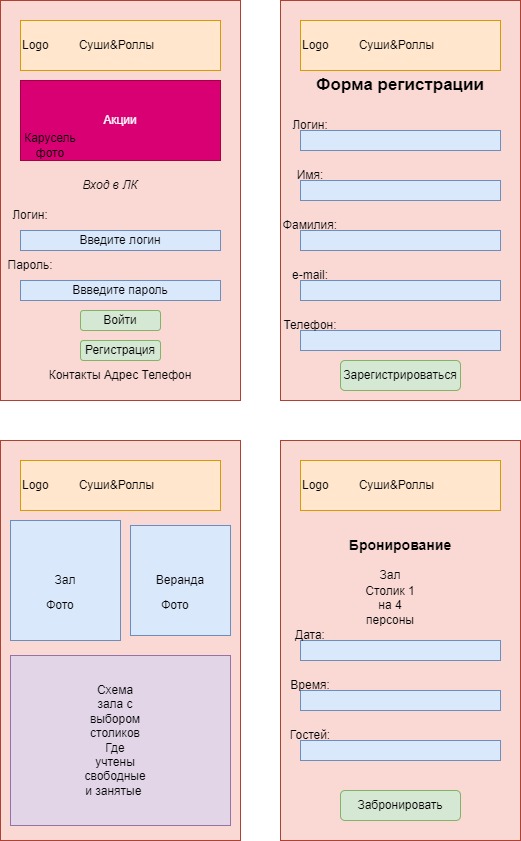 Logo Суши&Роллы
Акции
Карусель
фото
Вход в ЛК
Логин:
Введите логин
Пароль:
Ввведите пароль
Войти
Регистрация
Контакты Адрес Телефон
Logo Суши&Роллы
Форма регистрации
Логин:
Имя:
Фамилия:
e-mail:
Телефон:
Зарегистрироваться
Logo Суши&Роллы
Зал
Фото
Веранда
Фото
Схема
зала с
выбором
столиков
Где
учтены
свободные
и занятые
Logo Суши&Роллы
Бронирование
Зал
Столик 1
на 4
персоны
Дата:
Время:
Гостей:
Забронировать